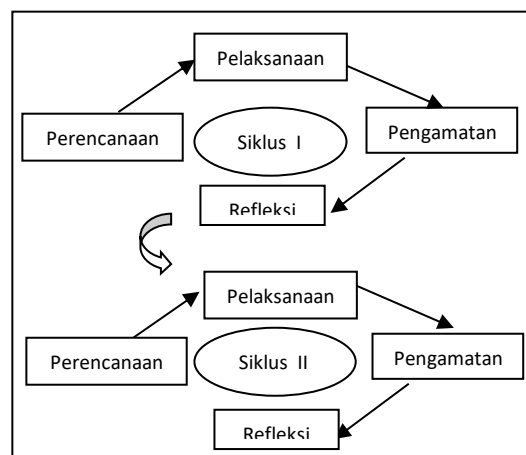 Pelaksanaan
Perencanaan
Siklus I
Pengamatan
Refleksi
Pelaksanaan
Perencanaan
Siklus II
Pengamatan
Refleksi